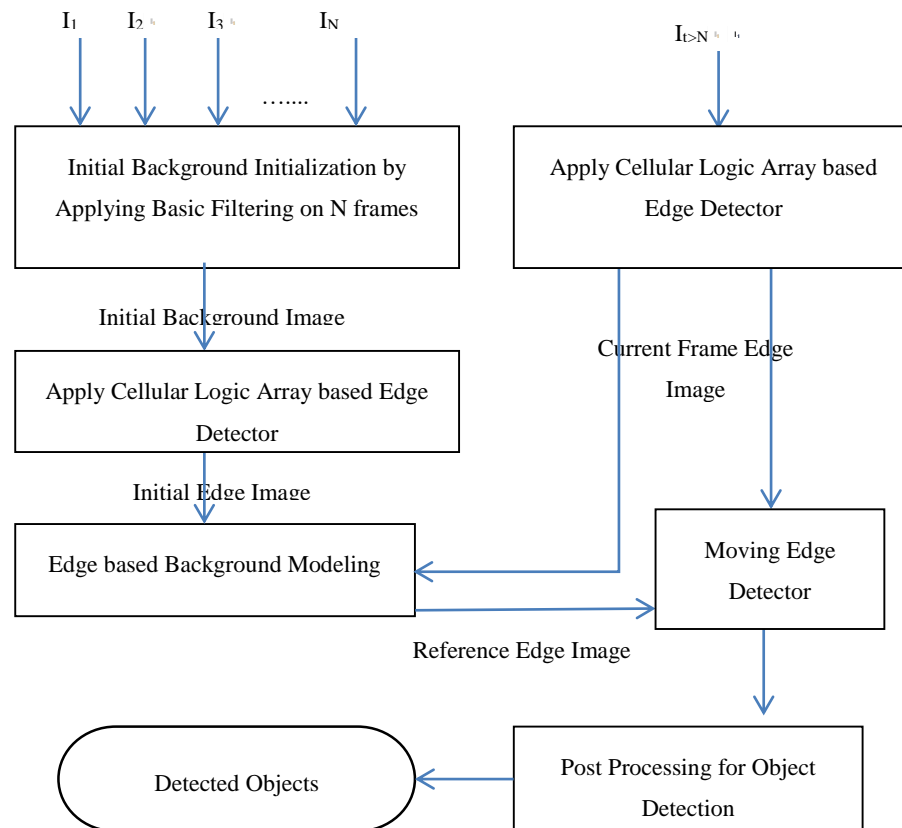 I1 I2 I3 IN
It>N
…....
Initial Background Initialization by
Applying Basic Filtering on N frames
Apply Cellular Logic Array based
Edge Detector
Initial Background Image
Current Frame Edge
Image
Apply Cellular Logic Array based Edge
Detector
Initial Edge Image
Edge based Background Modeling
Moving Edge
Detector
Reference Edge Image
Detected Objects
Post Processing for Object
Detection